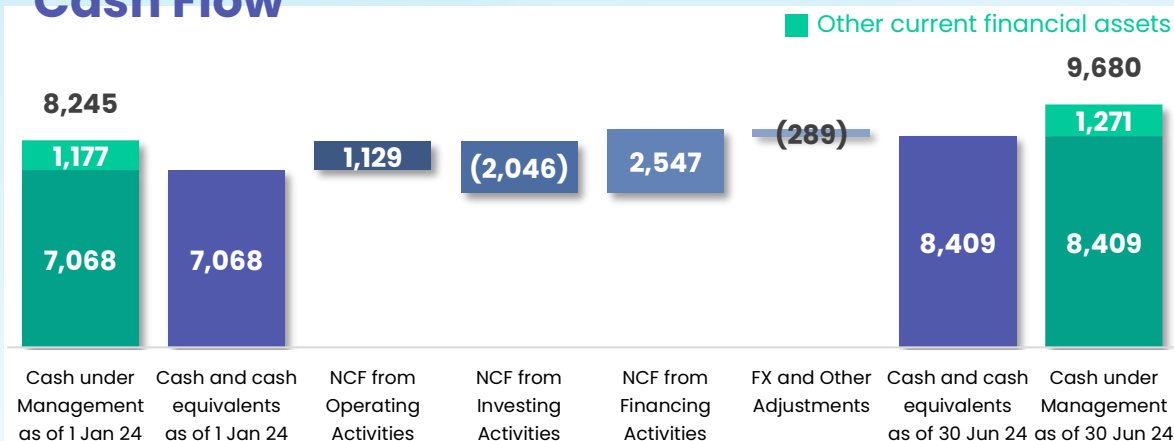 Cash Flow
Other current financial assets
8,245
1,177
7,068
7,068
1,129
(2,046)
2,547
(289)
8,409
9,680
1,271
8,409
Cash under
Management
as of 1 Jan 24
Cash and cash
equivalents
as of 1 Jan 24
NCF from
Operating
Activities
NCF from
Investing
Activities
NCF from
Financing
Activities
FX and Other
Adjustments
Cash and cash
equivalents
as of 30 Jun 24
Cash under
Management
as of 30 Jun 24